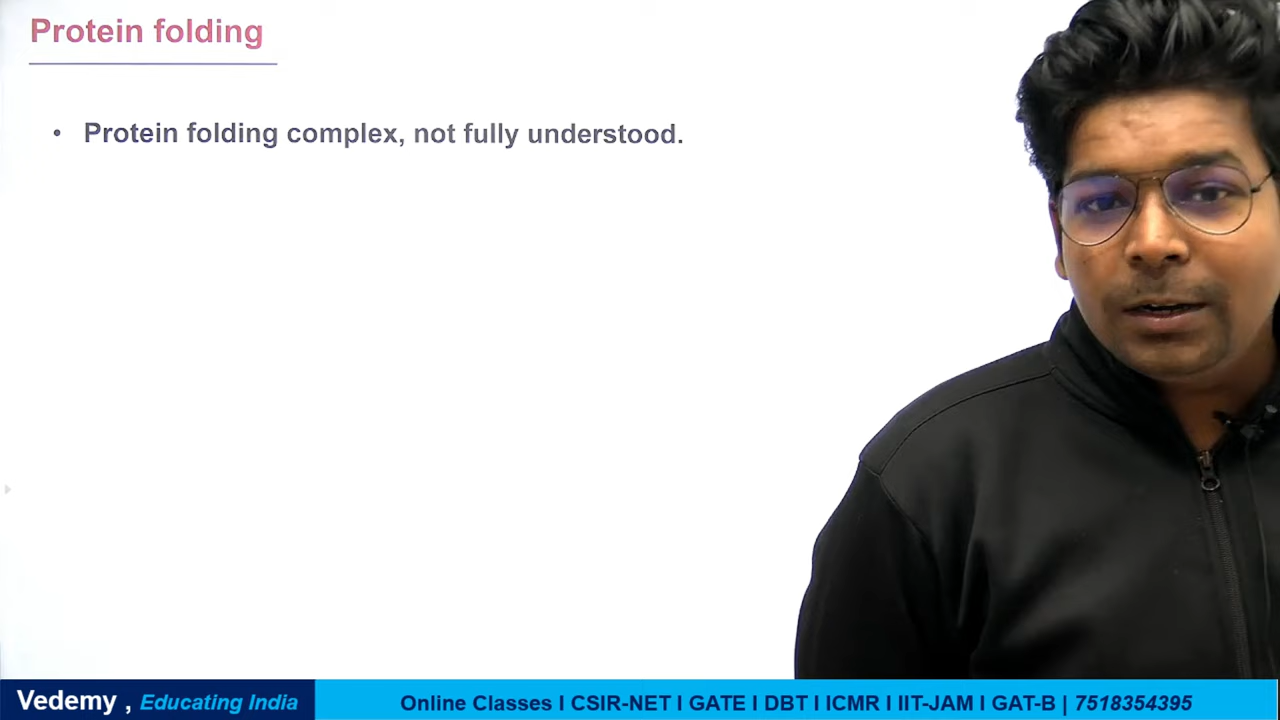 Protein folding
• Protein folding complex, not fully understood.
Vedemy , Educating India
Online Classes I CSIR-NET I GATE I DBT I ICMR I IIT-JAM I GAT-B | 7518354395